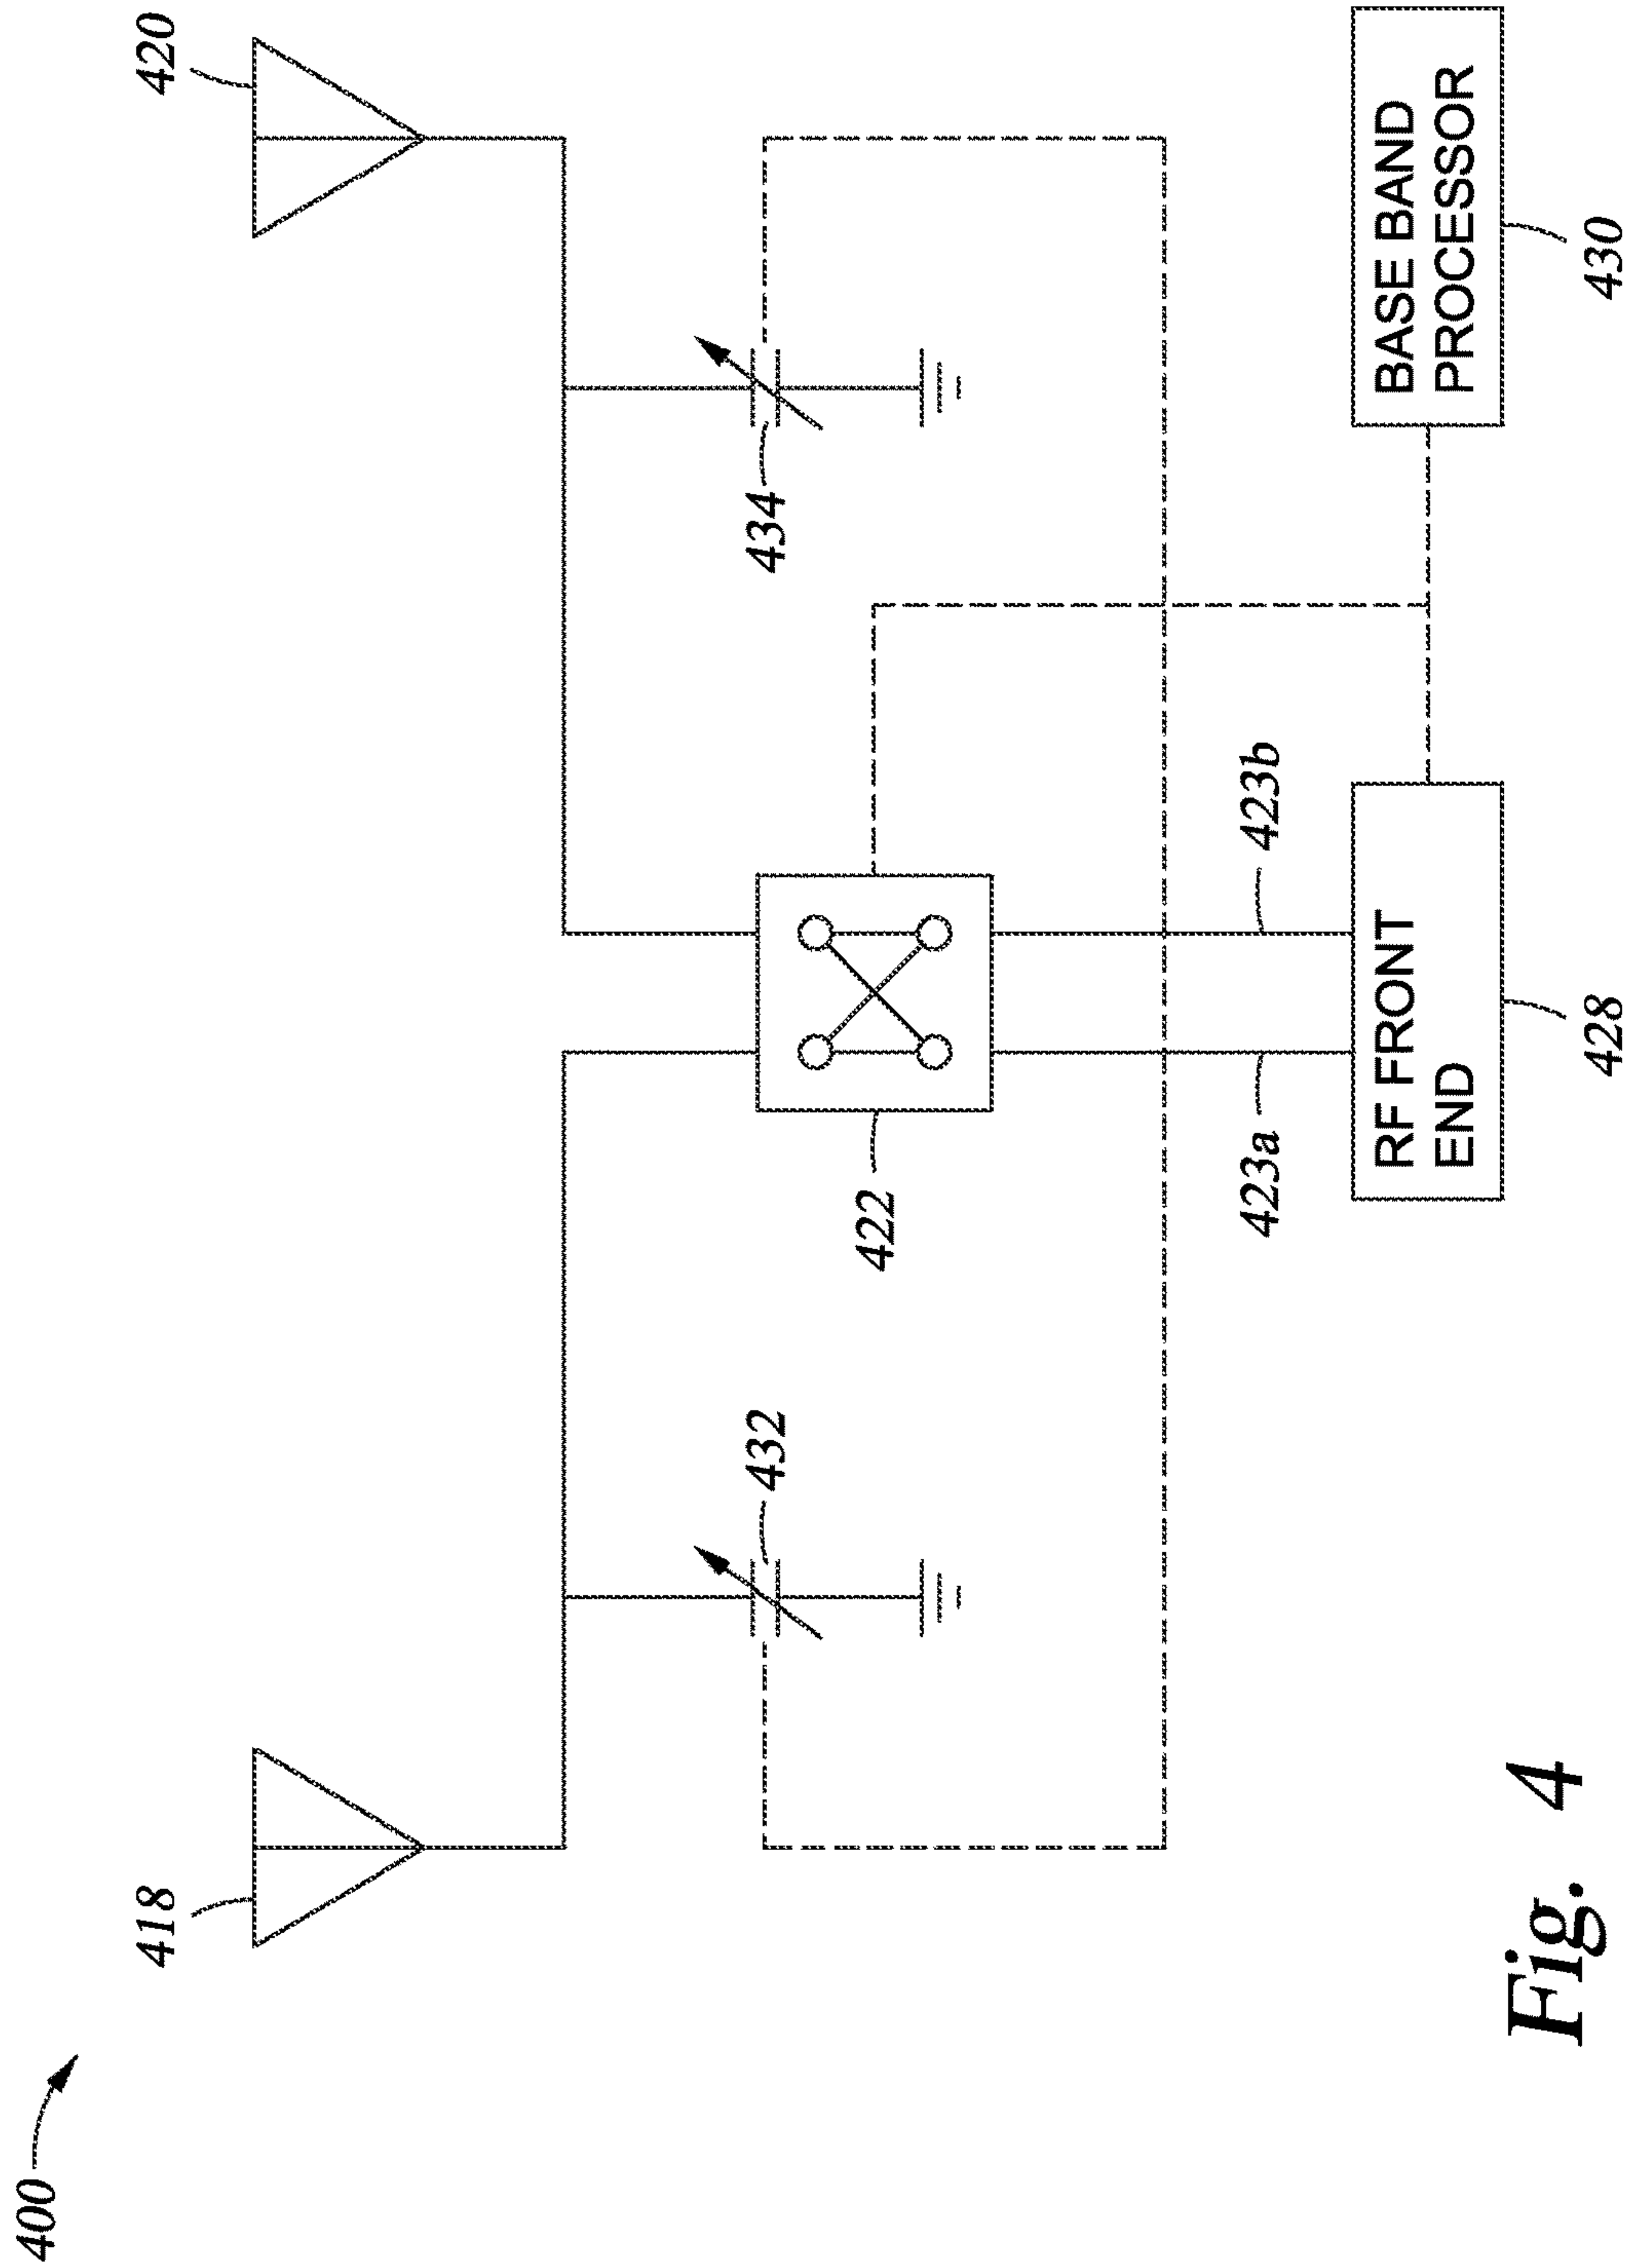 400
418
420
432
434
422
423a
423b
RF FRONT
END
BASE BAND
PROCESSOR
428
430
Fig. 4